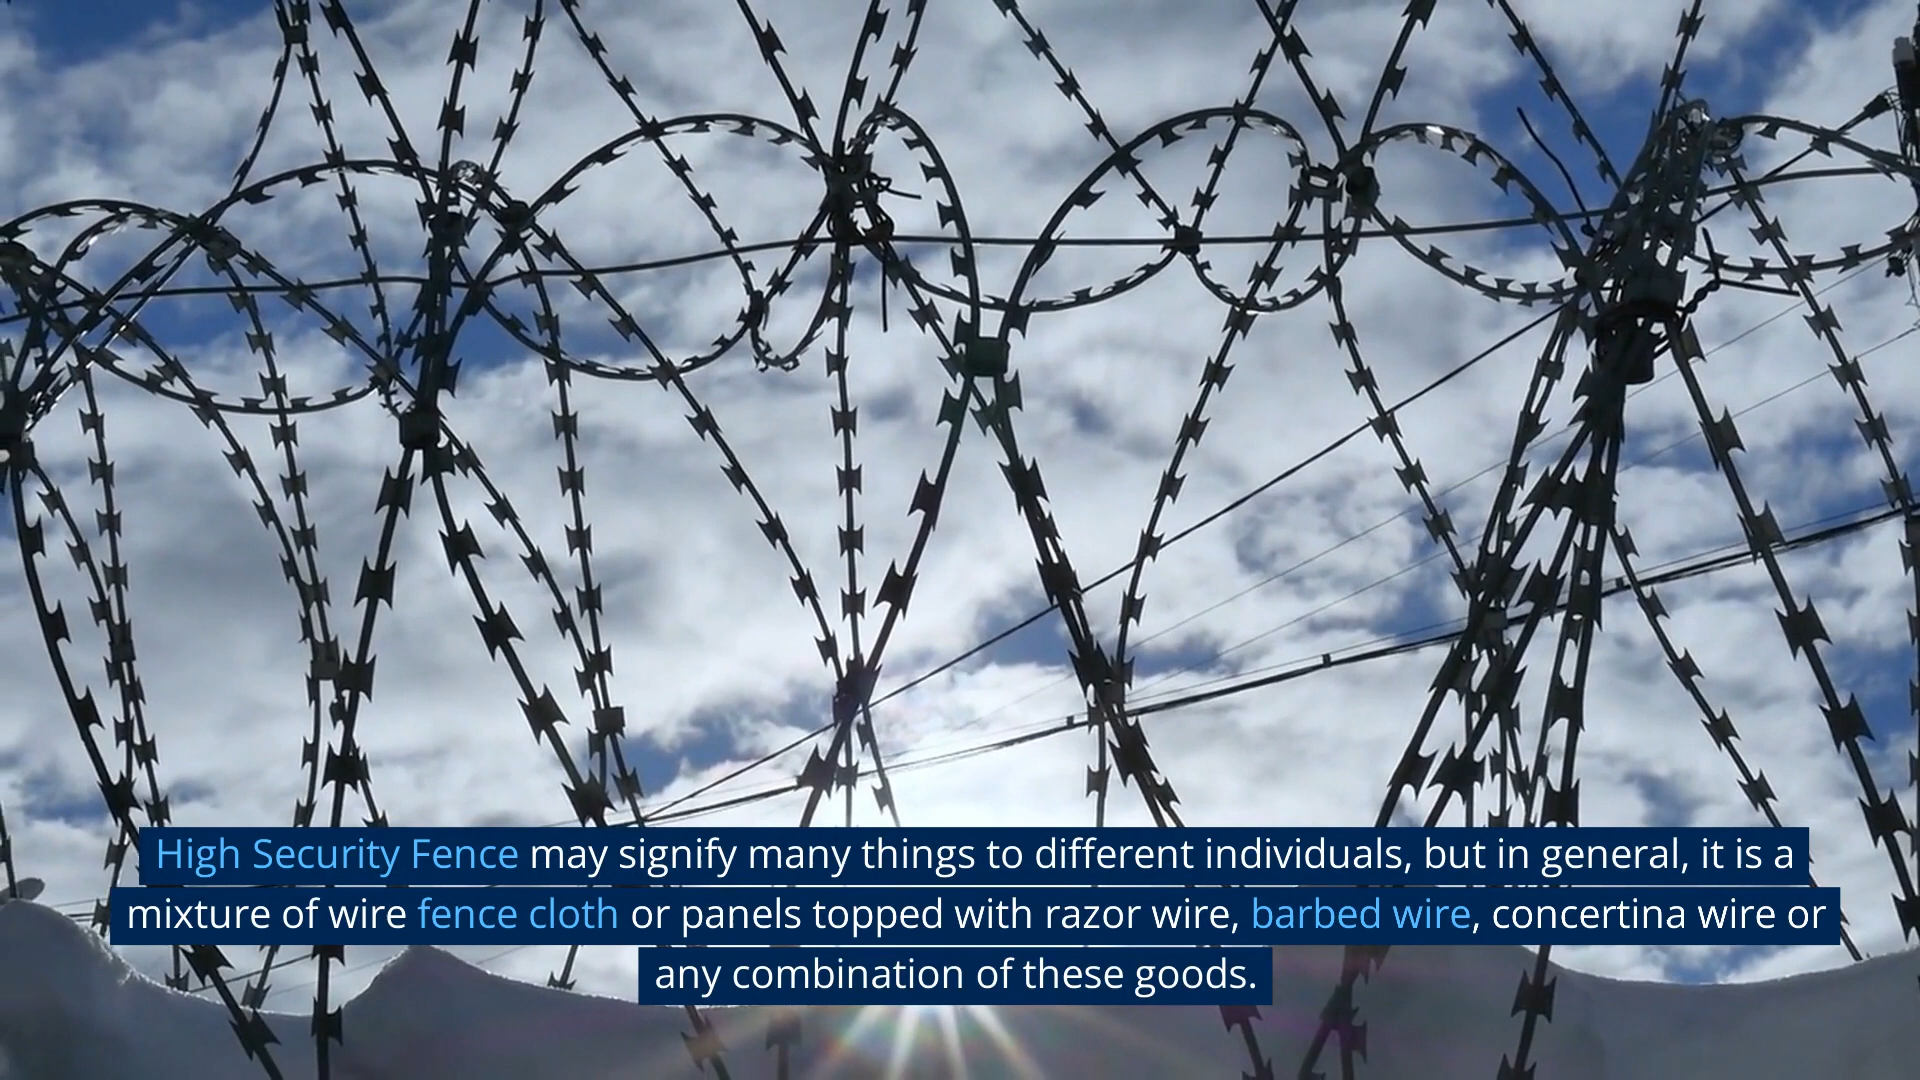 High Security Fence may signify many things to different individuals, but in general, it is a
mixture of wire fence cloth or panels topped with razor wire, barbed wire, concertina wire or
any combination of these goods.